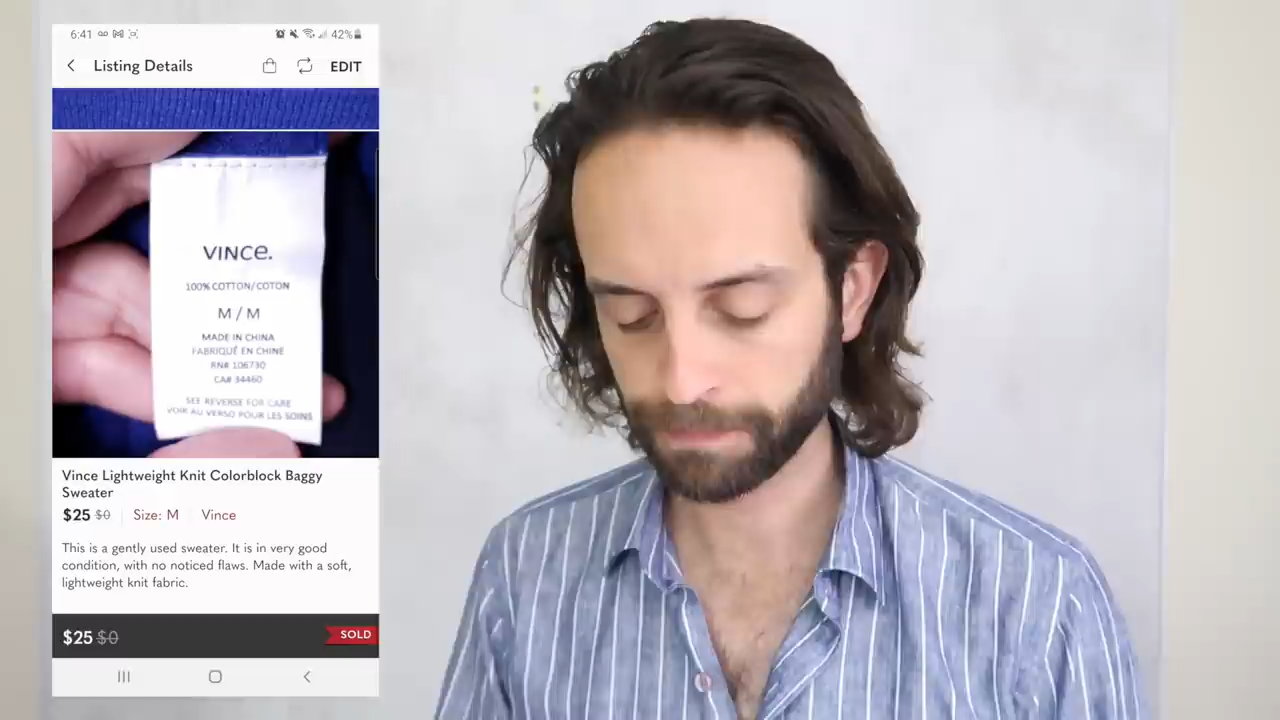 6:41
42%
Listing Details
EDIT
VINCE.
100% COTTON/COTON
M / M
MADE IN CHINA
FABRIQUÉ EN CHINE
RN# 106730
CA# 34460
SEE REVERSE FOR CARE
VOIR AU VERSO POUR LES SOINS
Vince Lightweight Knit Colorblock Baggy
Sweater
$25 $0 Size: M Vince
This is a gently used sweater. It is in very good
condition, with no noticed flaws. Made with a soft,
lightweight knit fabric.
$25 $0
SOLD